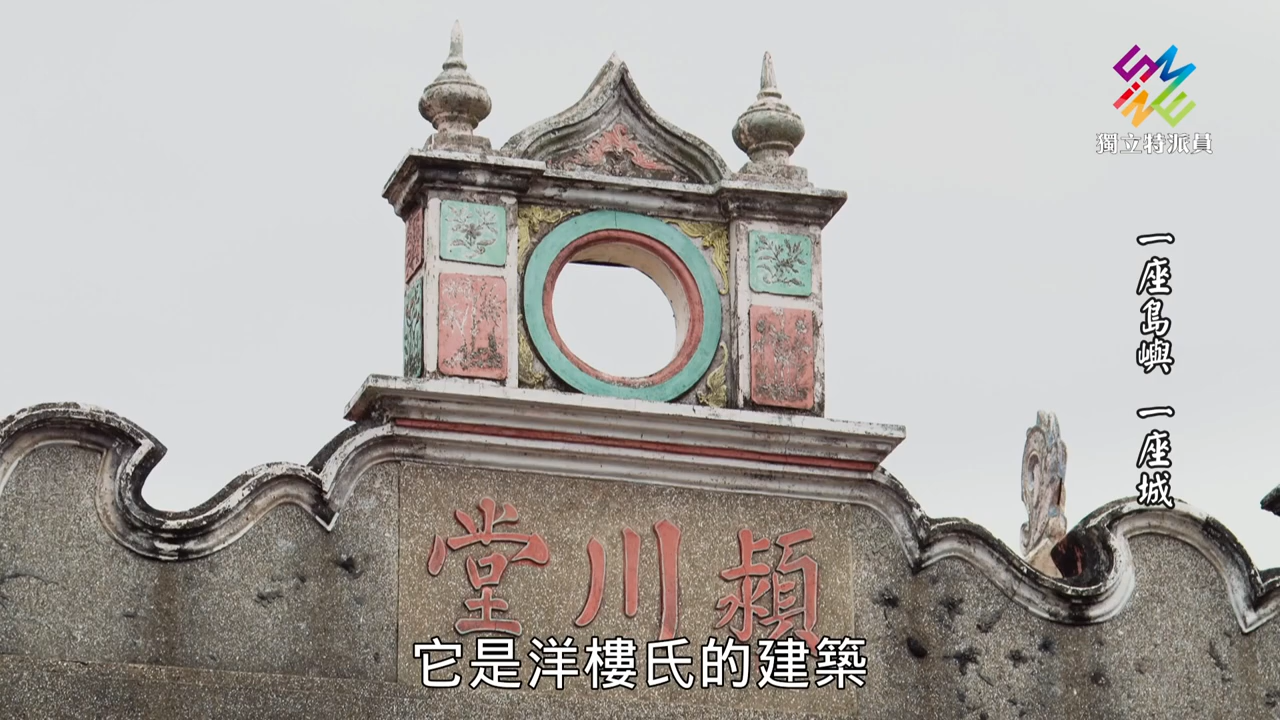 SiNE
獨立特派員
一座島嶼 一座城
潁川堂
它是洋樓氏的建築